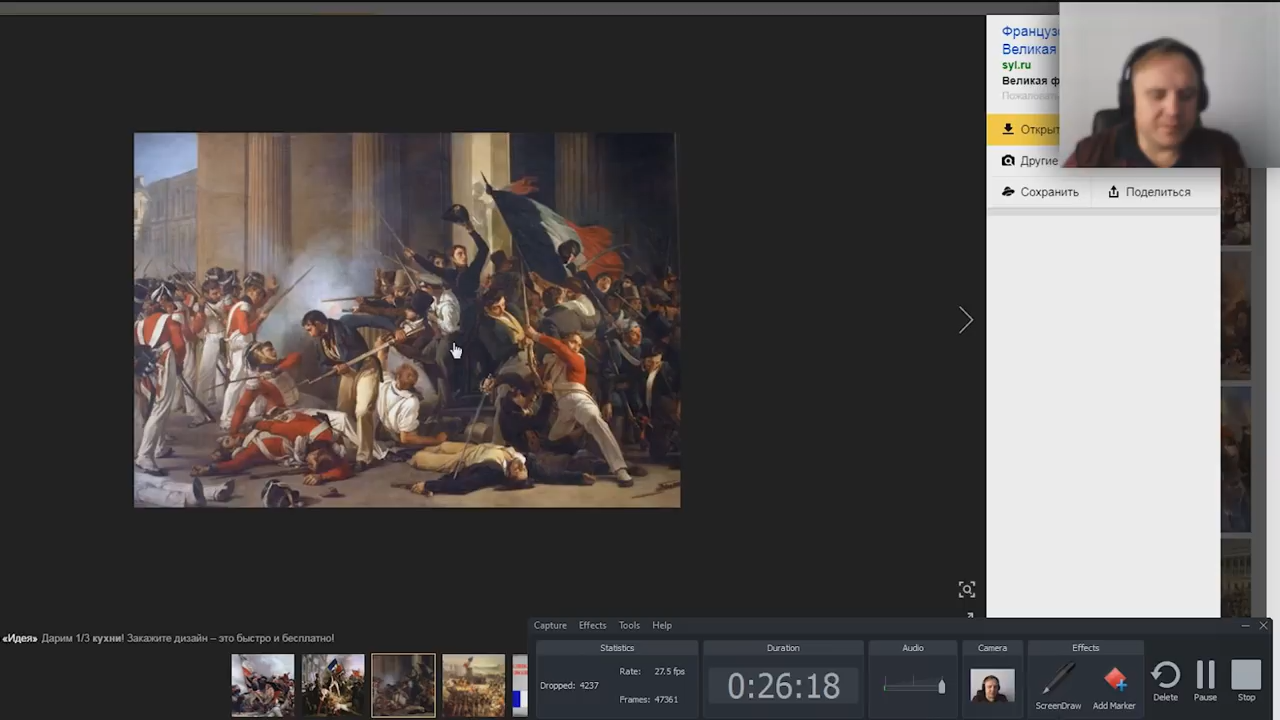 Француз
Великая
syl.ru
Великая ф
Пожаловать
Открыт
Другие
Сохранить
Поделиться
«Идея» Дарим 1/3 кухни! Закажите дизайн – это быстро и бесплатно!
Capture Effects Tools Help
Statistics
Duration
Audio
Camera
Effects
Rate: 27.5 fps
Dropped: 4237
Frames: 47361
0:26:18
ScreenDraw
Add Marker
Delete
Pause
Stop